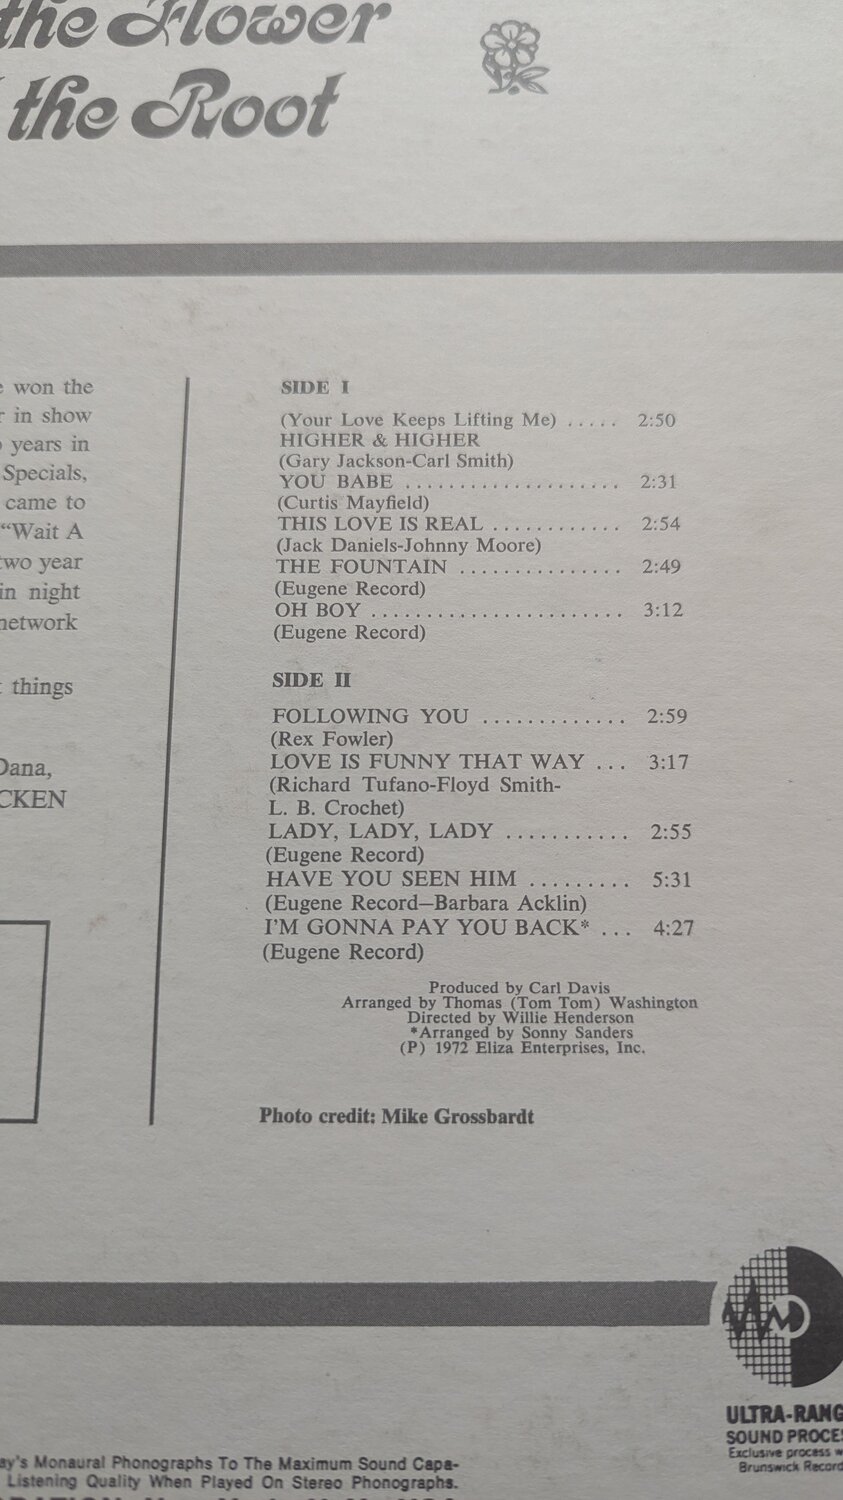 the Flower
the Root
won the
in show
years in
Specials,
came to
"Wait A
two year
in night
network
things
Dana,
SIDE I
(Your Love Keeps Lifting Me) ..... 2:50
HIGHER & HIGHER
(Gary Jackson-Carl Smith)
YOU BABE .................... 2:31
(Curtis Mayfield)
THIS LOVE IS REAL ............ 2:54
(Jack Daniels-Johnny Moore)
THE FOUNTAIN ............... 2:49
(Eugene Record)
OH BOY ....................... 3:12
(Eugene Record)
SIDE II
FOLLOWING YOU ............. 2:59
(Rex Fowler)
LOVE IS FUNNY THAT WAY ... 3:17
(Richard Tufano-Floyd Smith-
L. B. Crochet)
LADY, LADY, LADY ........... 2:55
(Eugene Record)
HAVE YOU SEEN HIM ......... 5:31
(Eugene Record—Barbara Acklin)
I'M GONNA PAY YOU BACK* ... 4:27
(Eugene Record)
Produced by Carl Davis
Arranged by Thomas (Tom Tom) Washington
Directed by Willie Henderson
*Arranged by Sonny Sanders
(P) 1972 Eliza Enterprises, Inc.
Photo credit: Mike Grossbardt
ULTRA-RANG
SOUND PROCES
Exclusive process w
Brunswick Record
ay's Monaural Phonographs To The Maximum Sound Capa-
Listening Quality When Played On Stereo Phonographs.